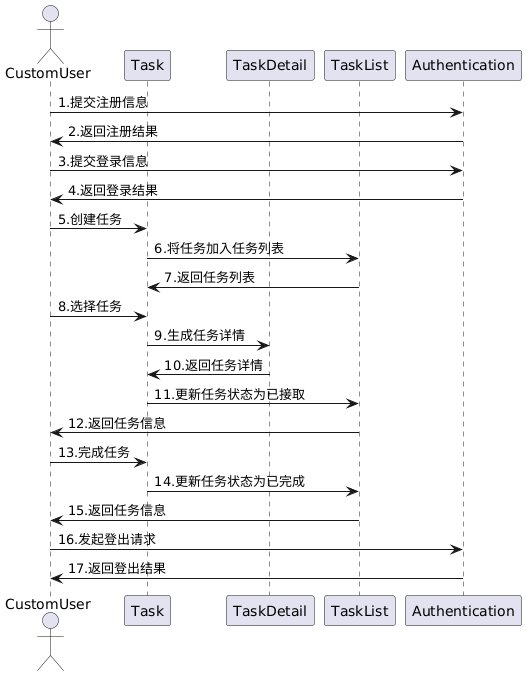 CustomUser
Task
TaskDetail
TaskList
Authentication
1.提交注册信息
2.返回注册结果
3.提交登录信息
4.返回登录结果
5.创建任务
6.将任务加入任务列表
7.返回任务列表
8.选择任务
9.生成任务详情
10.返回任务详情
11.更新任务状态为已接取
12.返回任务信息
13.完成任务
14.更新任务状态为已完成
15.返回任务信息
16.发起登出请求
17.返回登出结果
CustomUser
Task
TaskDetail
TaskList
Authentication